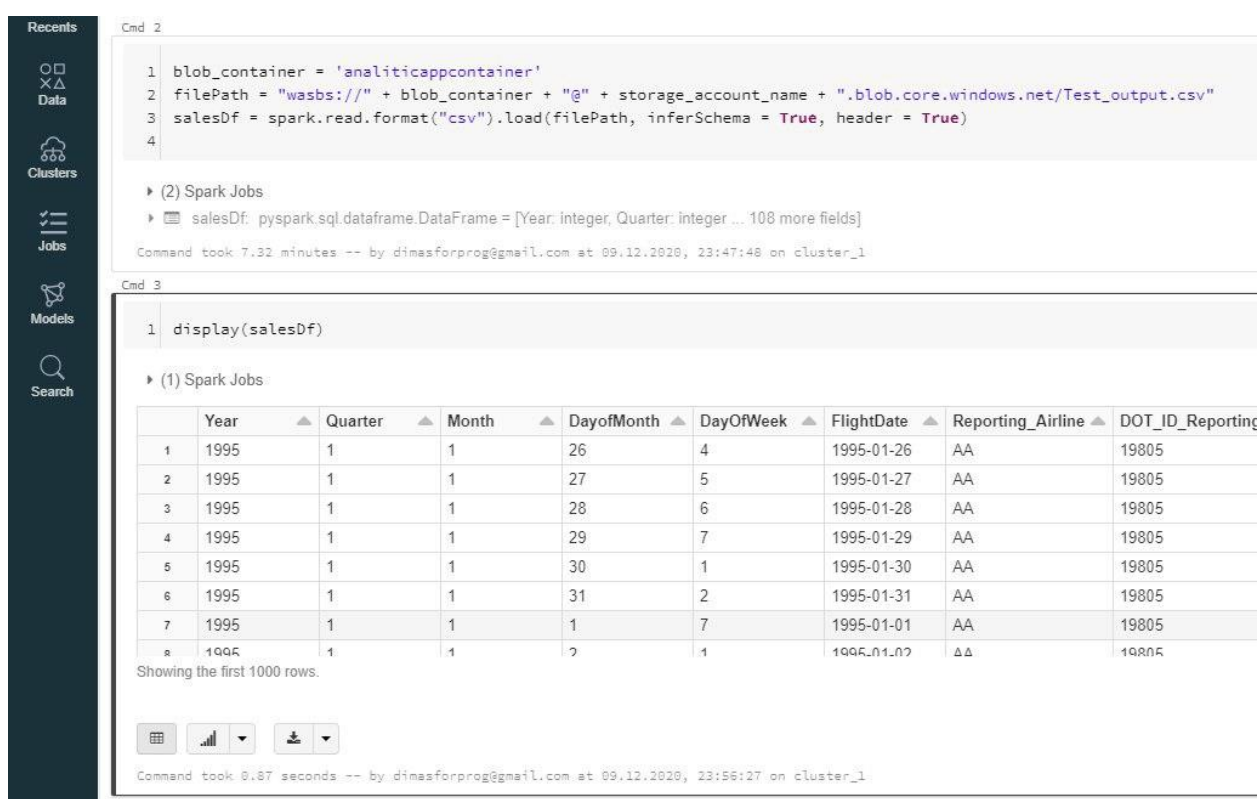 Recents
Data
Clusters
Jobs
Models
Search
Cmd 2
1 blob_container = 'analiticappcontainer'
2 filePath = "wasbs://" + blob_container + "@" + storage_account_name + ".blob.core.windows.net/Test_output.csv"
3 salesDf = spark.read.format("csv").load(filePath, inferSchema = True, header = True)
4
(2) Spark Jobs
salesDf: pyspark.sql.dataframe.DataFrame = [Year: integer, Quarter: integer ... 108 more fields]
Command took 7.32 minutes -- by dimasforprog@gmail.com at 09.12.2020, 23:47:48 on cluster_1
Cmd 3
1 display(salesDf)
(1) Spark Jobs
Year Quarter Month DayofMonth DayOfWeek FlightDate Reporting_Airline DOT_ID_Reporting
1 1995 1 1 26 4 1995-01-26 AA 19805
2 1995 1 1 27 5 1995-01-27 AA 19805
3 1995 1 1 28 6 1995-01-28 AA 19805
4 1995 1 1 29 7 1995-01-29 AA 19805
5 1995 1 1 30 1 1995-01-30 AA 19805
6 1995 1 1 31 2 1995-01-31 AA 19805
7 1995 1 1 1 7 1995-01-01 AA 19805
8 1995 1 1 2 1 1995-01-02 AA 19805
Showing the first 1000 rows.
Command took 0.87 seconds -- by dimasforprog@gmail.com at 09.12.2020, 23:56:27 on cluster_1